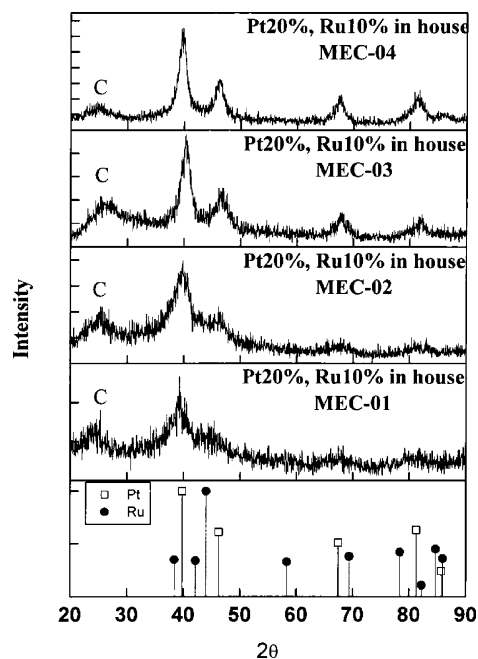 Pt20%, Ru10% in house
MEC-04
C
Pt20%, Ru10% in house
MEC-03
C
Pt20%, Ru10% in house
MEC-02
C
Pt20%, Ru10% in house
MEC-01
C
Intensity
Pt
Ru
20 30 40 50 60 70 80 90
2θ